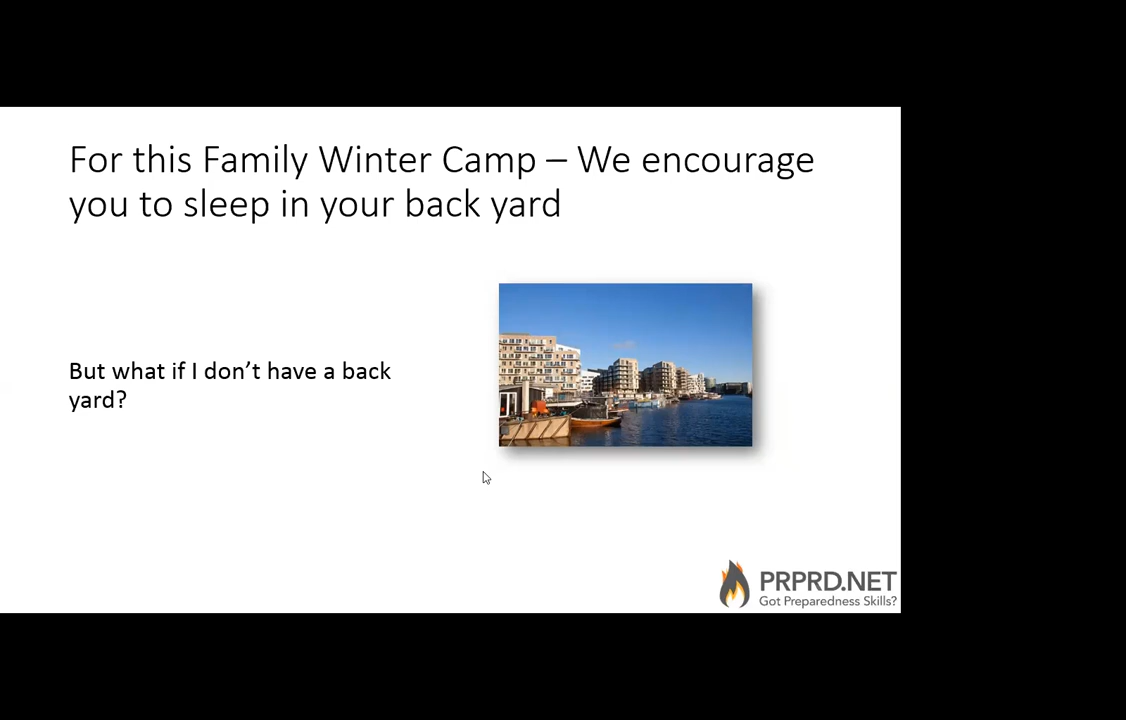 For this Family Winter Camp – We encourage
you to sleep in your back yard
But what if I don’t have a back
yard?
PRPRD.NET
Got Preparedness Skills?